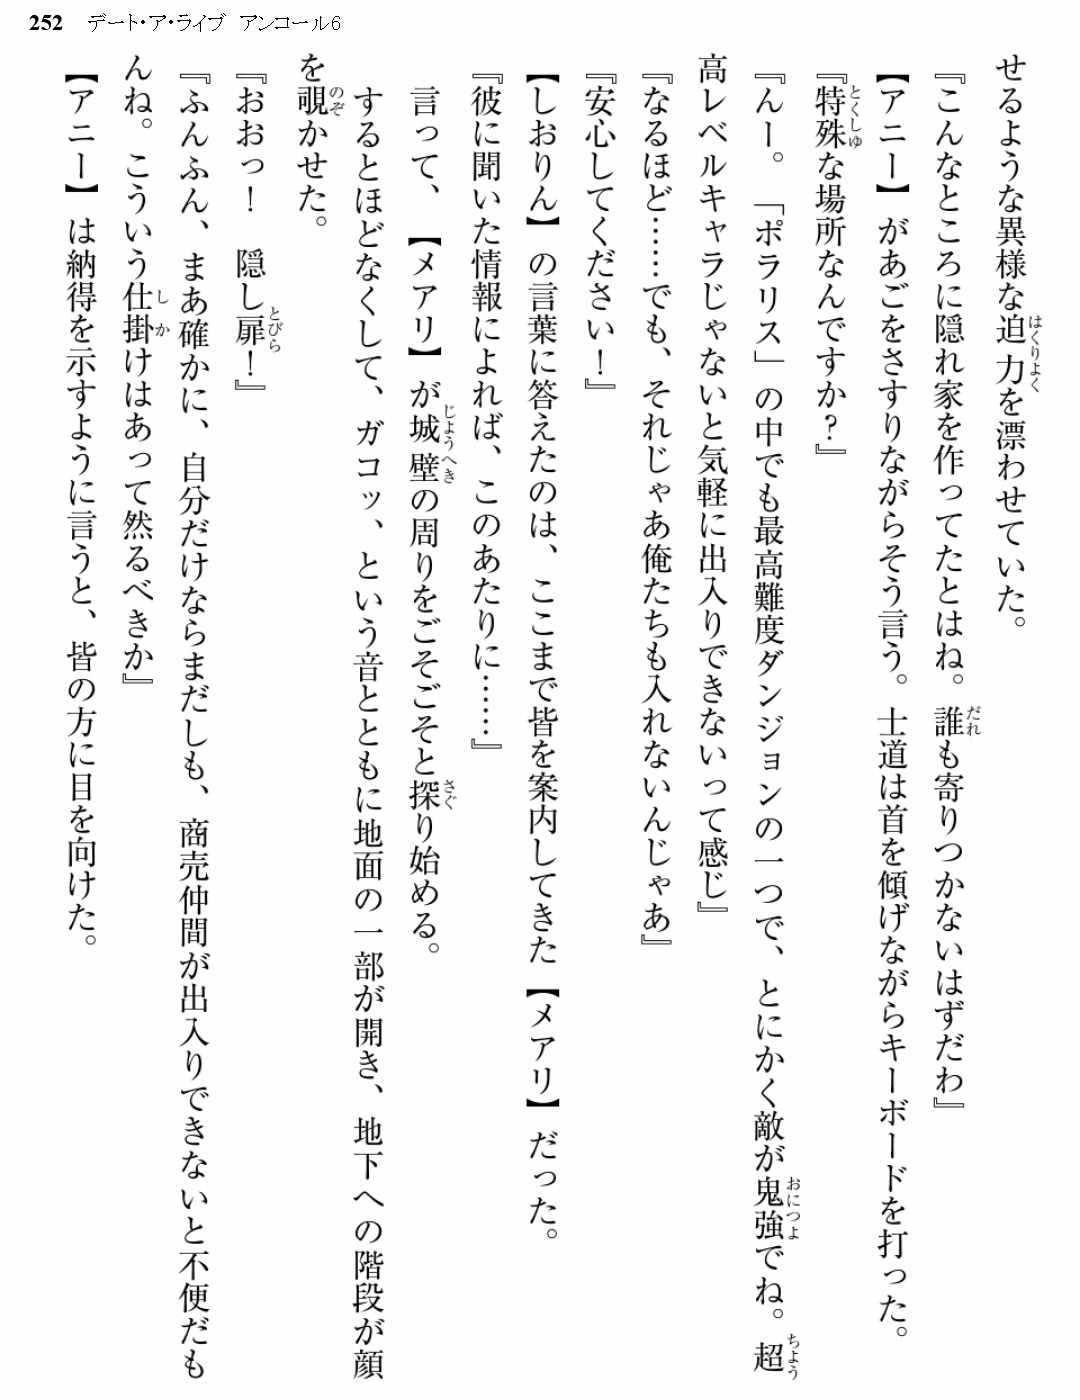 252 デート・ア・ライブ アンコール6
せるような異様な迫力を漂わせていた。
『こんなところに隠れ家を作ってたとはね。誰も寄りつかないはずだわ』
【アニー】があごをさすりながらそう言う。士道は首を傾げながらキーボードを打った。
『特殊な場所なんですか?』
『んー。「ポラリス」の中でも最高難度ダンジョンの一つで、とにかく敵が鬼強でね。超
高レベルキャラじゃないと気軽に出入りできないって感じ』
『なるほど……でも、それじゃあ俺たちも入れないんじゃあ』
『安心してください!』
【しおりん】の言葉に答えたのは、ここまで皆を案内してきた【メアリ】だった。
『彼に聞いた情報によれば、このあたりに……』
言って、【メアリ】が城壁の周りをごそごそと探り始める。
するとほどなくして、ガコッ、という音とともに地面の一部が開き、地下への階段が顔
を覗かせた。
『おおっ! 隠し扉!』
『ふんふん、まあ確かに、自分だけならまだしも、商売仲間が出入りできないと不便だも
んね。こういう仕掛けはあって然るべきか』
【アニー】は納得を示すように言うと、皆の方に目を向けた。